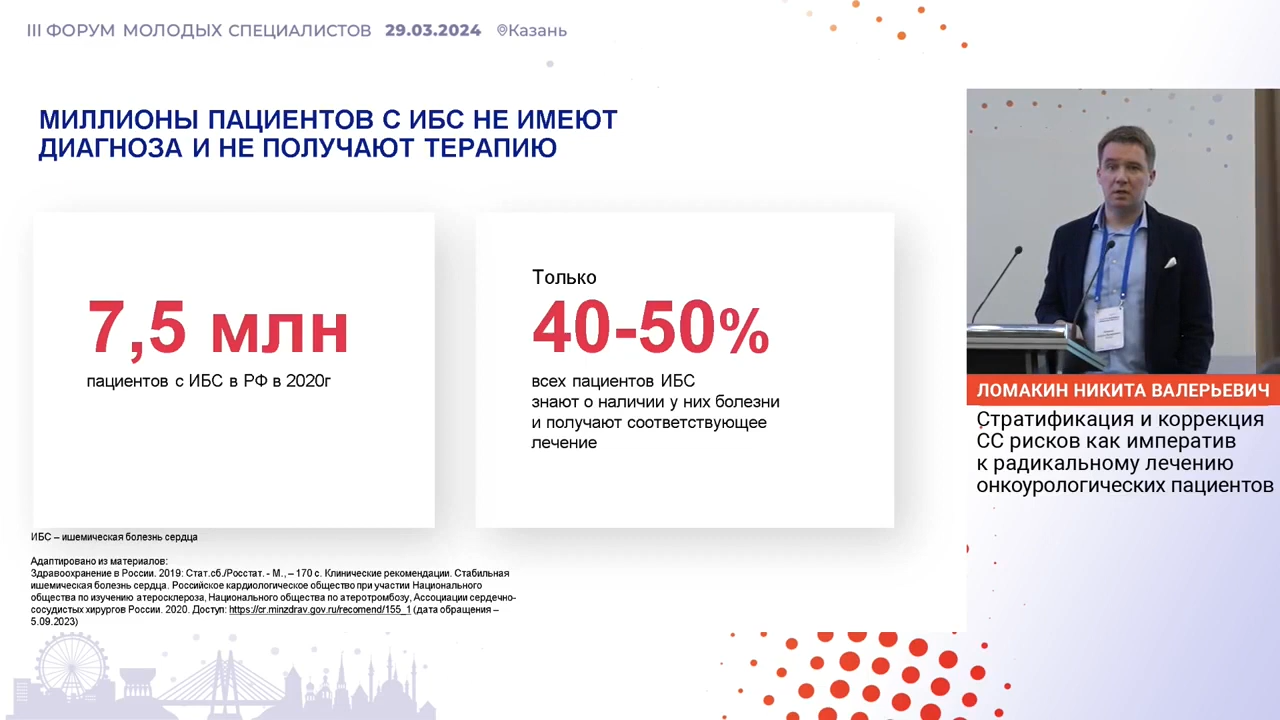 III ФОРУМ МОЛОДЫХ СПЕЦИАЛИСТОВ 29.03.2024 Казань
МИЛЛИОНЫ ПАЦИЕНТОВ С ИБС НЕ ИМЕЮТ
ДИАГНОЗА И НЕ ПОЛУЧАЮТ ТЕРАПИЮ
7,5 млн
пациентов с ИБС в РФ в 2020г
Только
40-50%
всех пациентов ИБС
знают о наличии у них болезни
и получают соответствующее
лечение
ИБС – ишемическая болезнь сердца
Адаптировано из материалов:
Здравоохранение в России. 2019: Стат.сб./Росстат. - М., – 170 с. Клинические рекомендации. Стабильная
ишемическая болезнь сердца. Российское кардиологическое общество при участии Национального
общества по изучению атеросклероза, Национального общества по атеротромбозу, Ассоциации сердечно-
сосудистых хирургов России. 2020. Доступ: https://cr.minzdrav.gov.ru/recomend/155_1 (дата обращения –
5.09.2023)
ЛОМАКИН НИКИТА ВАЛЕРЬЕВИЧ
Стратификация и коррекция
СС рисков как императив
к радикальному лечению
онкоурологических пациентов